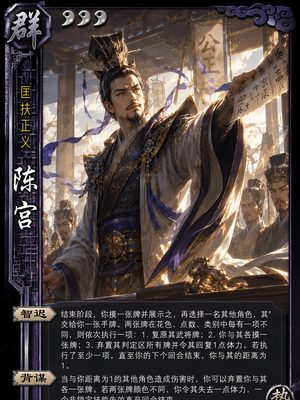 群
匡扶正义
陈宫
公正
智迟
结束阶段，你摸一张牌并展示之，再选择一名其他角色，其
交给你一张手牌。两张牌在花色、点数、类别中每有一项不
同，则依次执行一项：1.复原其武将牌；2.你与其各摸一
张牌；3.弃置其判定区所有牌并令其回复1点体力，若执
行了至少一项，直至你的下个回合结束，你与其的距离为
1。
背谋
当与你距离为1的其他角色造成伤害时，你可以弃置你与其
各一张牌。若两张牌颜色不同，你令其失去一点体力，一